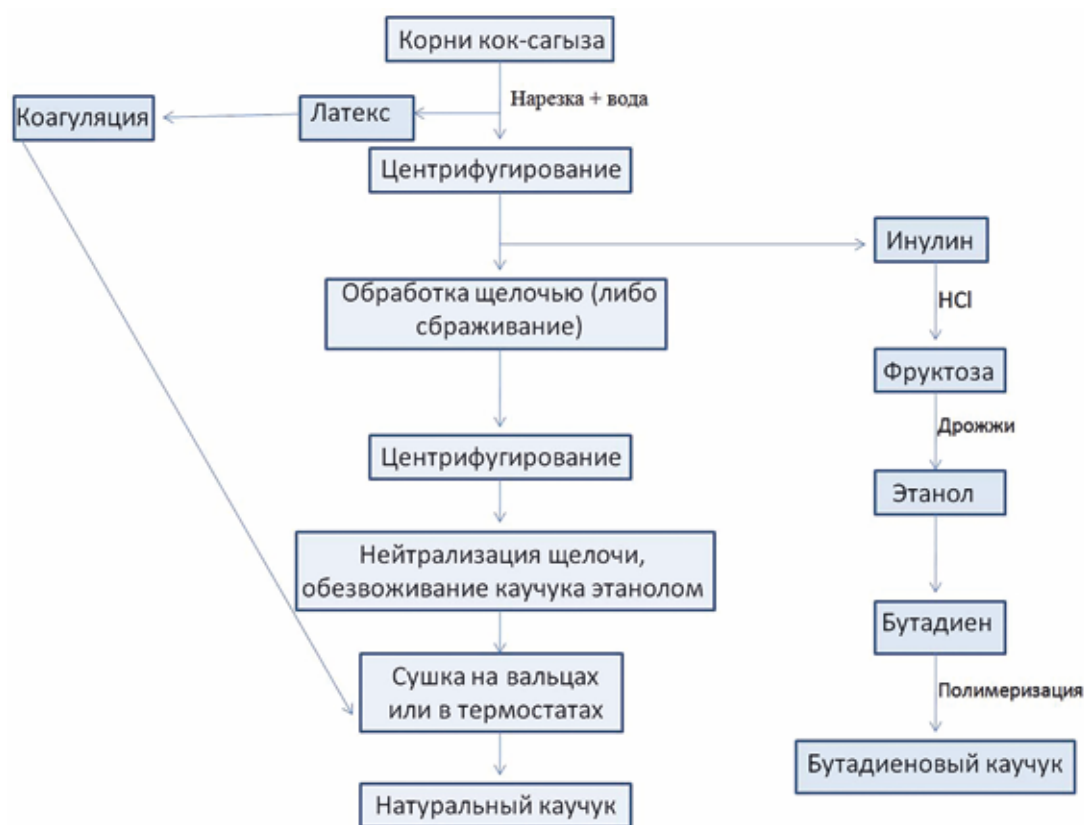 Корни кок-сагыза
Нарезка + вода
Латекс
Коагуляция
Центрифугирование
Инулин
Обработка щелочью (либо
сбраживание)
HCl
Фруктоза
Дрожжи
Центрифугирование
Этанол
Нейтрализация щелочи,
обезвоживание каучука этанолом
Бутадиен
Сушка на вальцах
или в термостатах
Полимеризация
Бутадиеновый каучук
Натуральный каучук